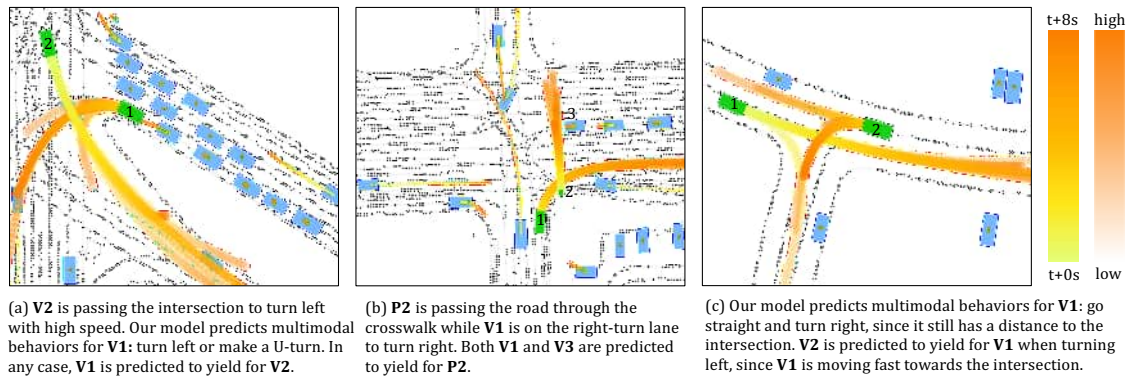 2
1
3
2
1
1
2
t+8s
high
t+0s
low
(a) V2 is passing the intersection to turn left
with high speed. Our model predicts multimodal
behaviors for V1: turn left or make a U-turn. In
any case, V1 is predicted to yield for V2.
(b) P2 is passing the road through the
crosswalk while V1 is on the right-turn lane
to turn right. Both V1 and V3 are predicted
to yield for P2.
(c) Our model predicts multimodal behaviors for V1: go
straight and turn right, since it still has a distance to the
intersection. V2 is predicted to yield for V1 when turning
left, since V1 is moving fast towards the intersection.